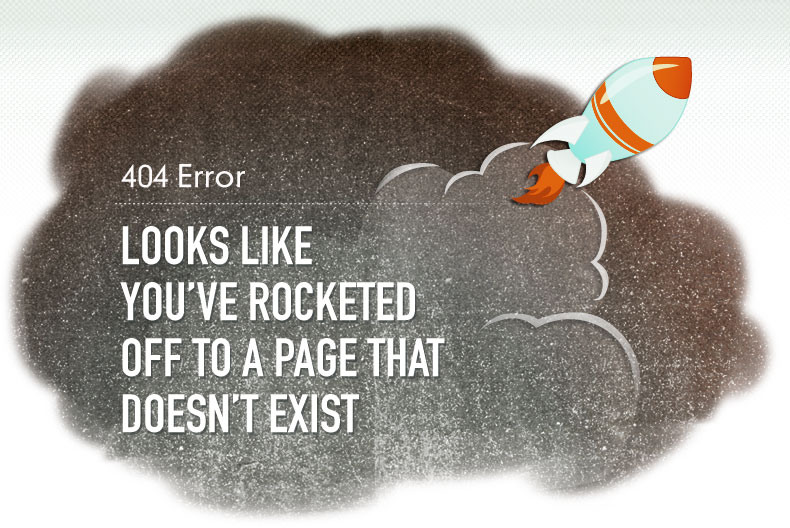 404 Error
LOOKS LIKE
YOU’VE ROCKETED
OFF TO A PAGE THAT
DOESN’T EXIST